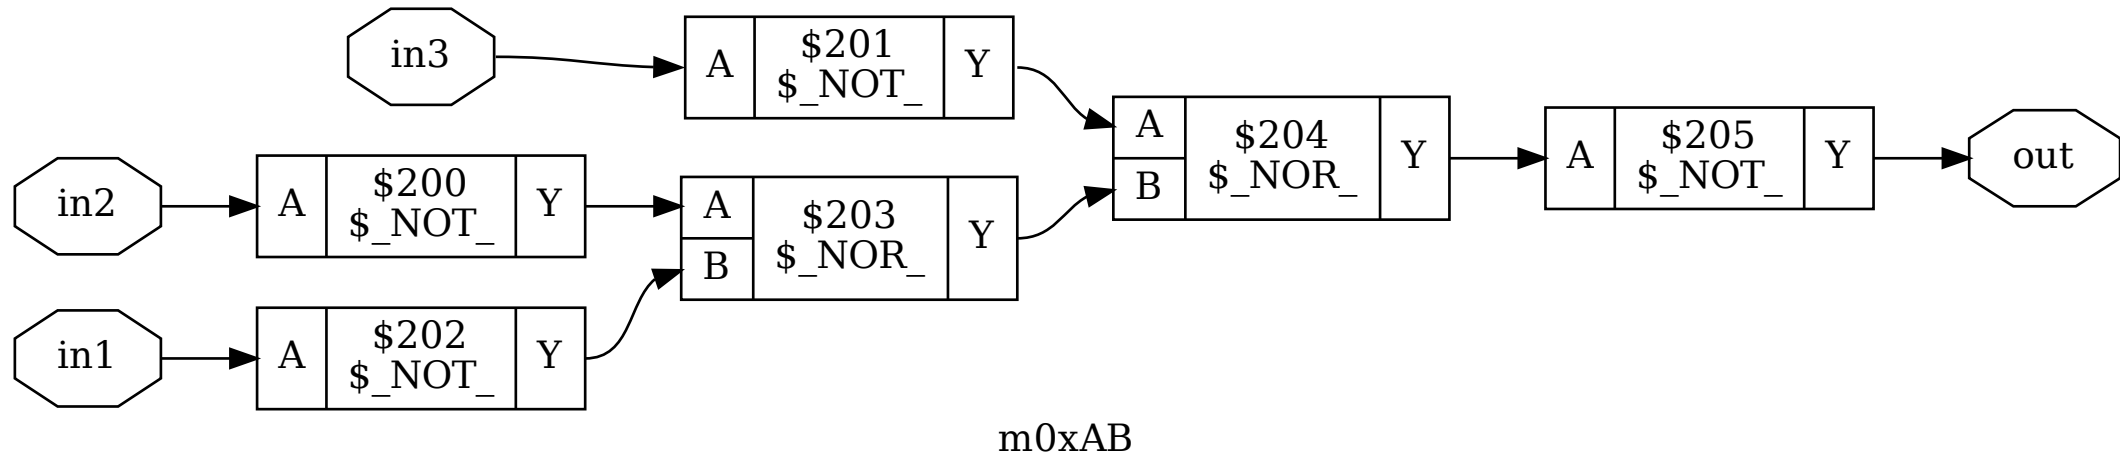 in3
A
$201
$_NOT_
Y
in2
A
$200
$_NOT_
Y
in1
A
$202
$_NOT_
Y
A
B
$203
$_NOR_
Y
A
B
$204
$_NOR_
Y
A
$205
$_NOT_
Y
out
m0xAB